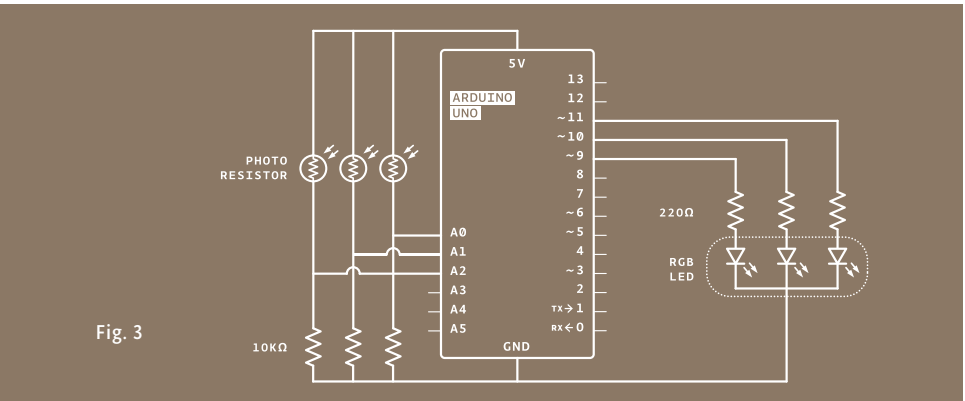 5V
ARDUINO
UNO
13
12
~11
~10
~9
8
7
~6
~5
4
~3
2
TX→1
RX←0
PHOTO
RESISTOR
A0
A1
A2
A3
A4
A5
GND
10KΩ
220Ω
RGB
LED
Fig. 3